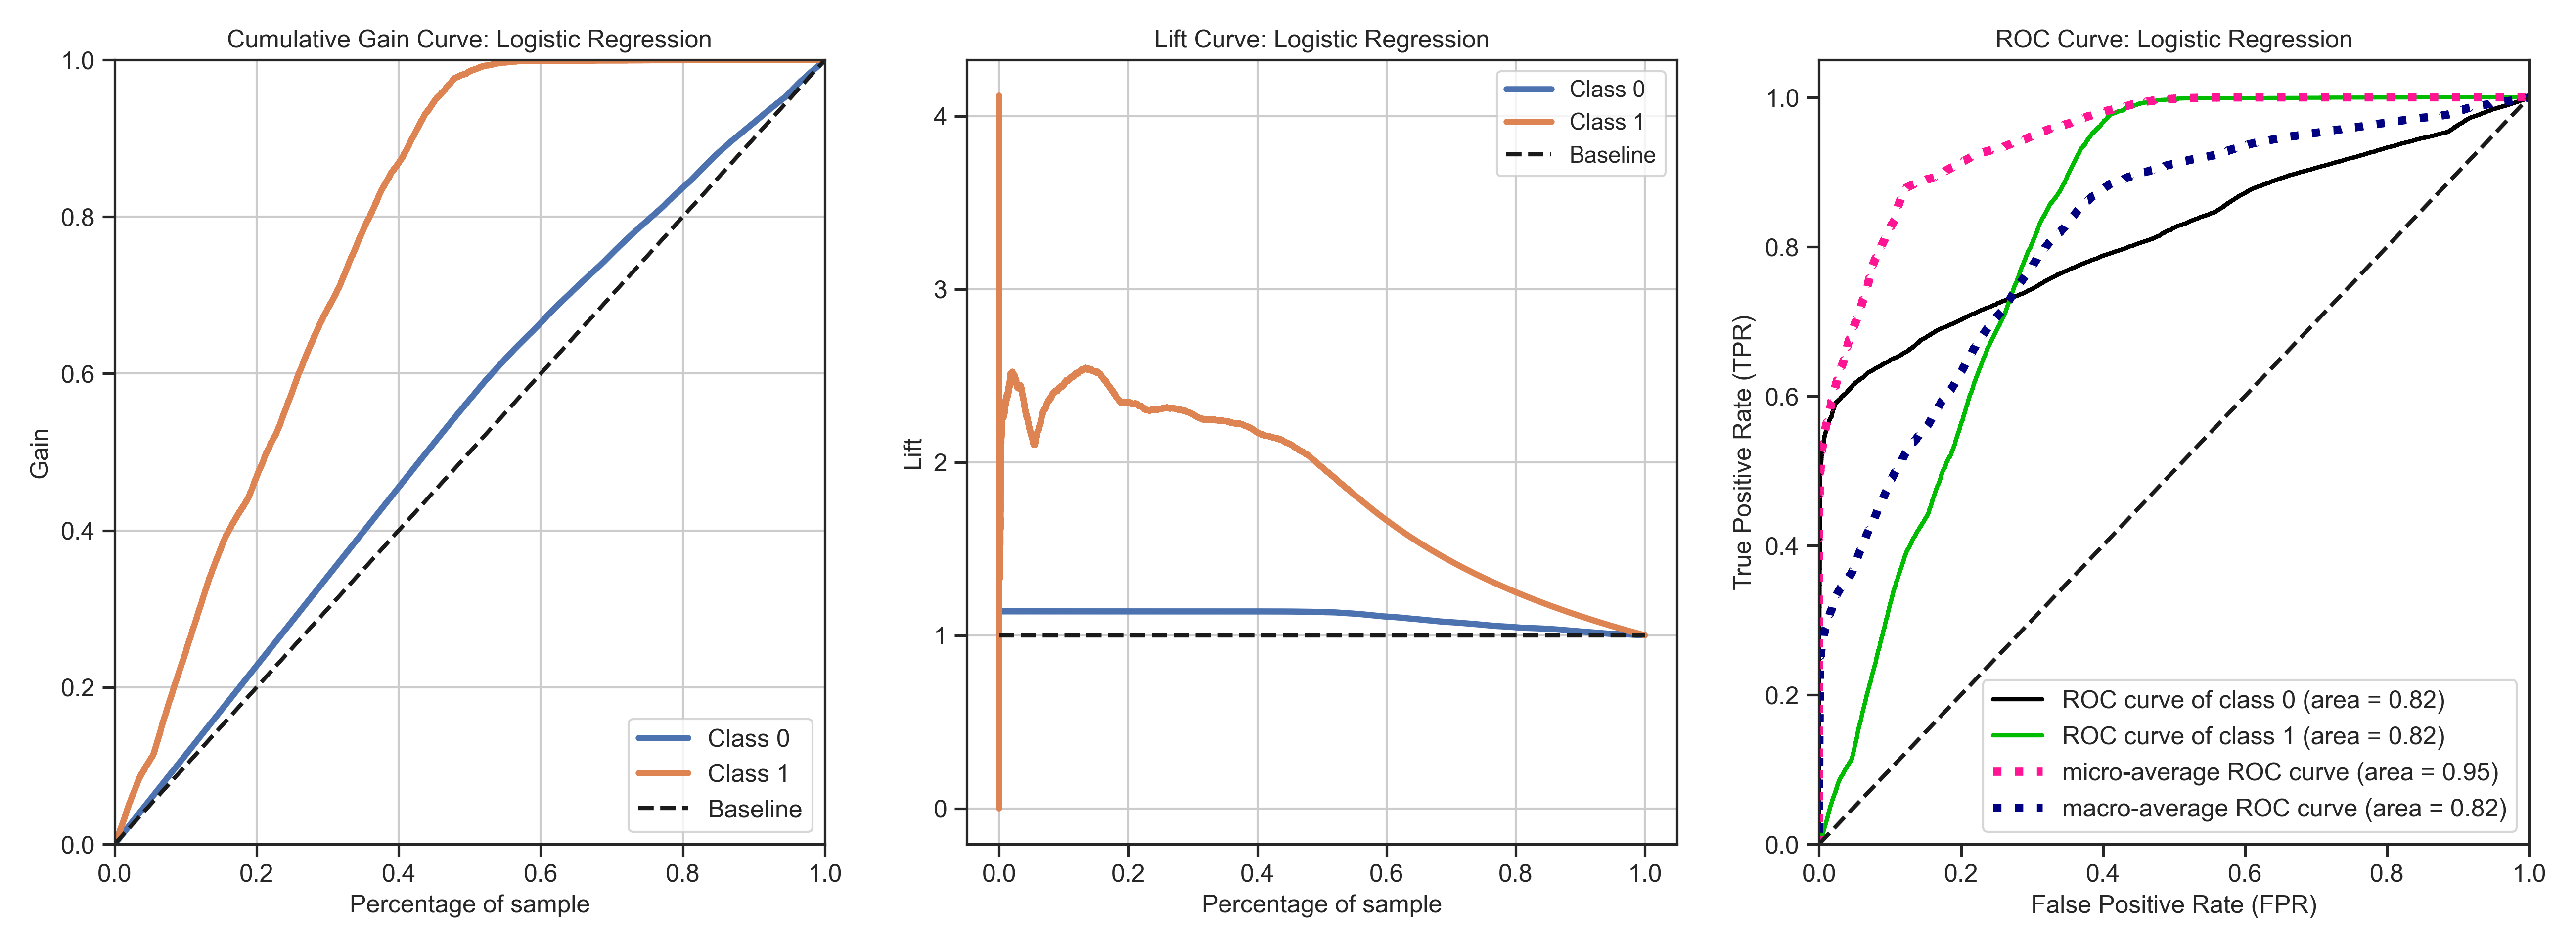 Cumulative Gain Curve: Logistic Regression
1.0
0.8
0.6
0.4
0.2
0.0
Gain
0.0 0.2 0.4 0.6 0.8 1.0
Percentage of sample
Class 0
Class 1
Baseline
Lift Curve: Logistic Regression
4
3
2
1
0
Lift
0.0 0.2 0.4 0.6 0.8 1.0
Percentage of sample
Class 0
Class 1
Baseline
ROC Curve: Logistic Regression
1.0
0.8
0.6
0.4
0.2
0.0
True Positive Rate (TPR)
0.0 0.2 0.4 0.6 0.8 1.0
False Positive Rate (FPR)
ROC curve of class 0 (area = 0.82)
ROC curve of class 1 (area = 0.82)
micro-average ROC curve (area = 0.95)
macro-average ROC curve (area = 0.82)